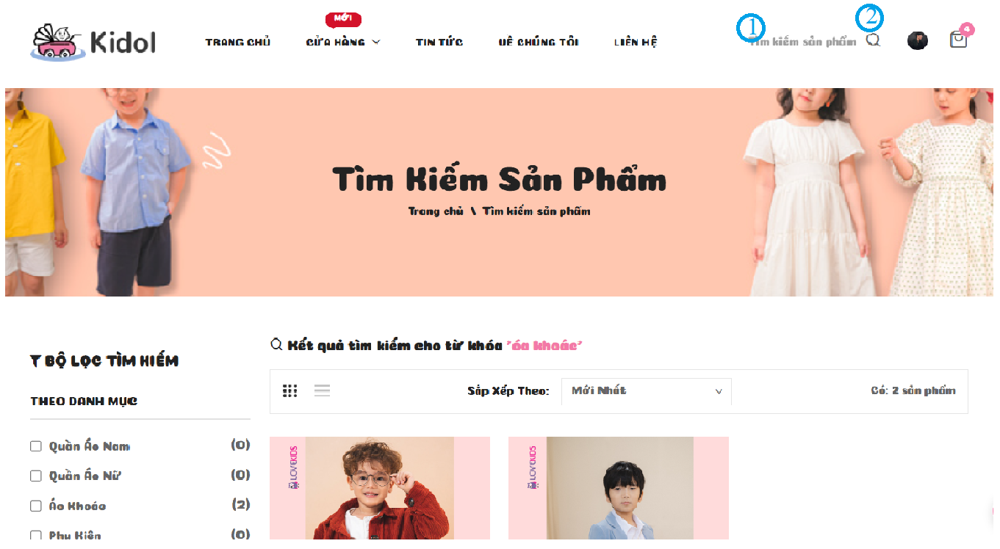 MỚI
1 2
Kidol TRANG CHỦ CỬA HÀNG TIN TỨC VỀ CHÚNG TÔI LIÊN HỆ Tìm kiếm sản phẩm 4
Tìm Kiếm Sản Phẩm
Trang chủ \ Tìm kiếm sản phẩm
Kết quả tìm kiếm cho từ khóa "óa khoác"
BỘ LỌC TÌM KIẾM
Sắp Xếp Theo: Mới Nhất Có: 2 sản phẩm
THEO DANH MỤC
Quần Áo Nam (0)
Quần Áo Nữ (0)
Áo Khoác (2)
Phụ Kiện (0)
LOVEKIDS
LOVEKIDS